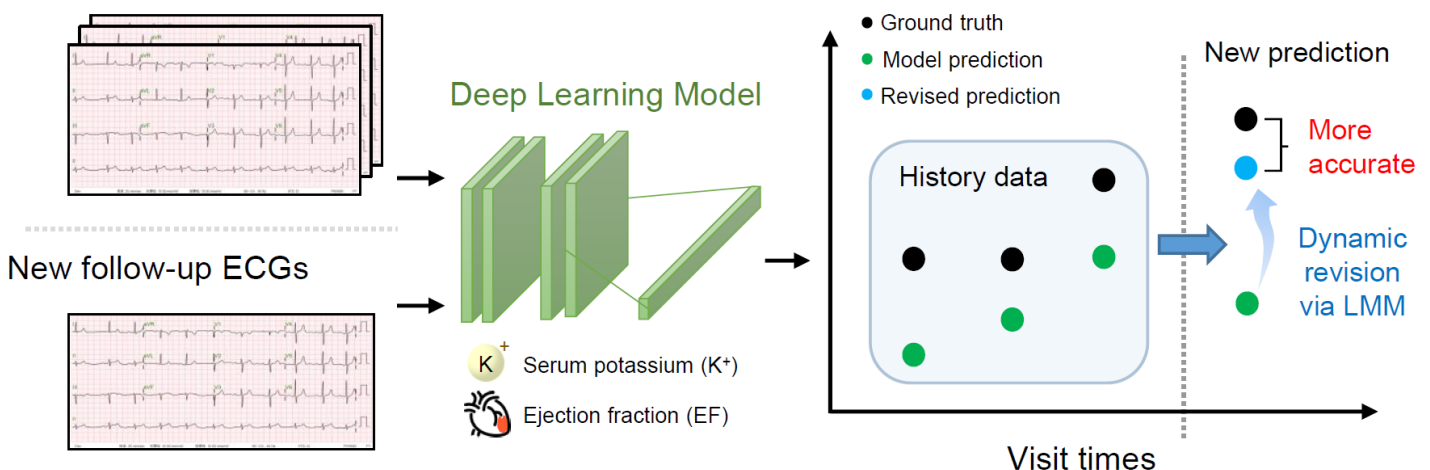 New follow-up ECGs
Deep Learning Model
K+
Serum potassium (K+)
Ejection fraction (EF)
Ground truth
Model prediction
Revised prediction
History data
New prediction
More
accurate
Dynamic
revision
via LMM
Visit times